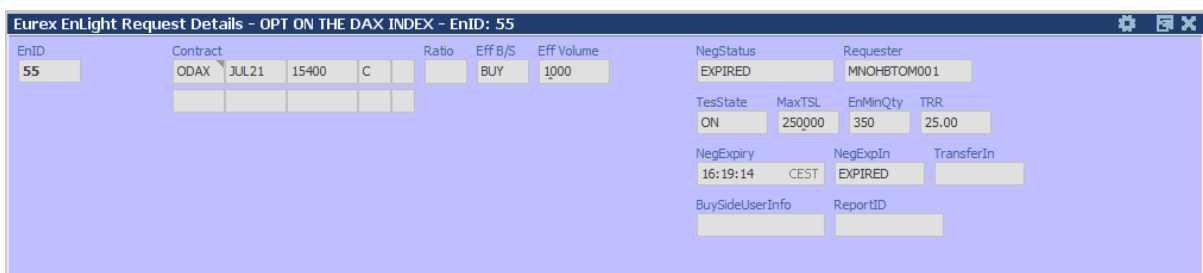 Eurex EnLight Request Details - OPT ON THE DAX INDEX - EnID: 55
EnID Contract Ratio Eff B/S Eff Volume NegStatus Requester
55 ODAX JUL21 15400 C BUY 1000 EXPIRED MNOHBTOM001
TesState MaxTSL EnMinQty TRR
ON 250000 350 25.00
NegExpiry NegExpIn TransferIn
16:19:14 CEST EXPIRED
BuySideUserInfo ReportID